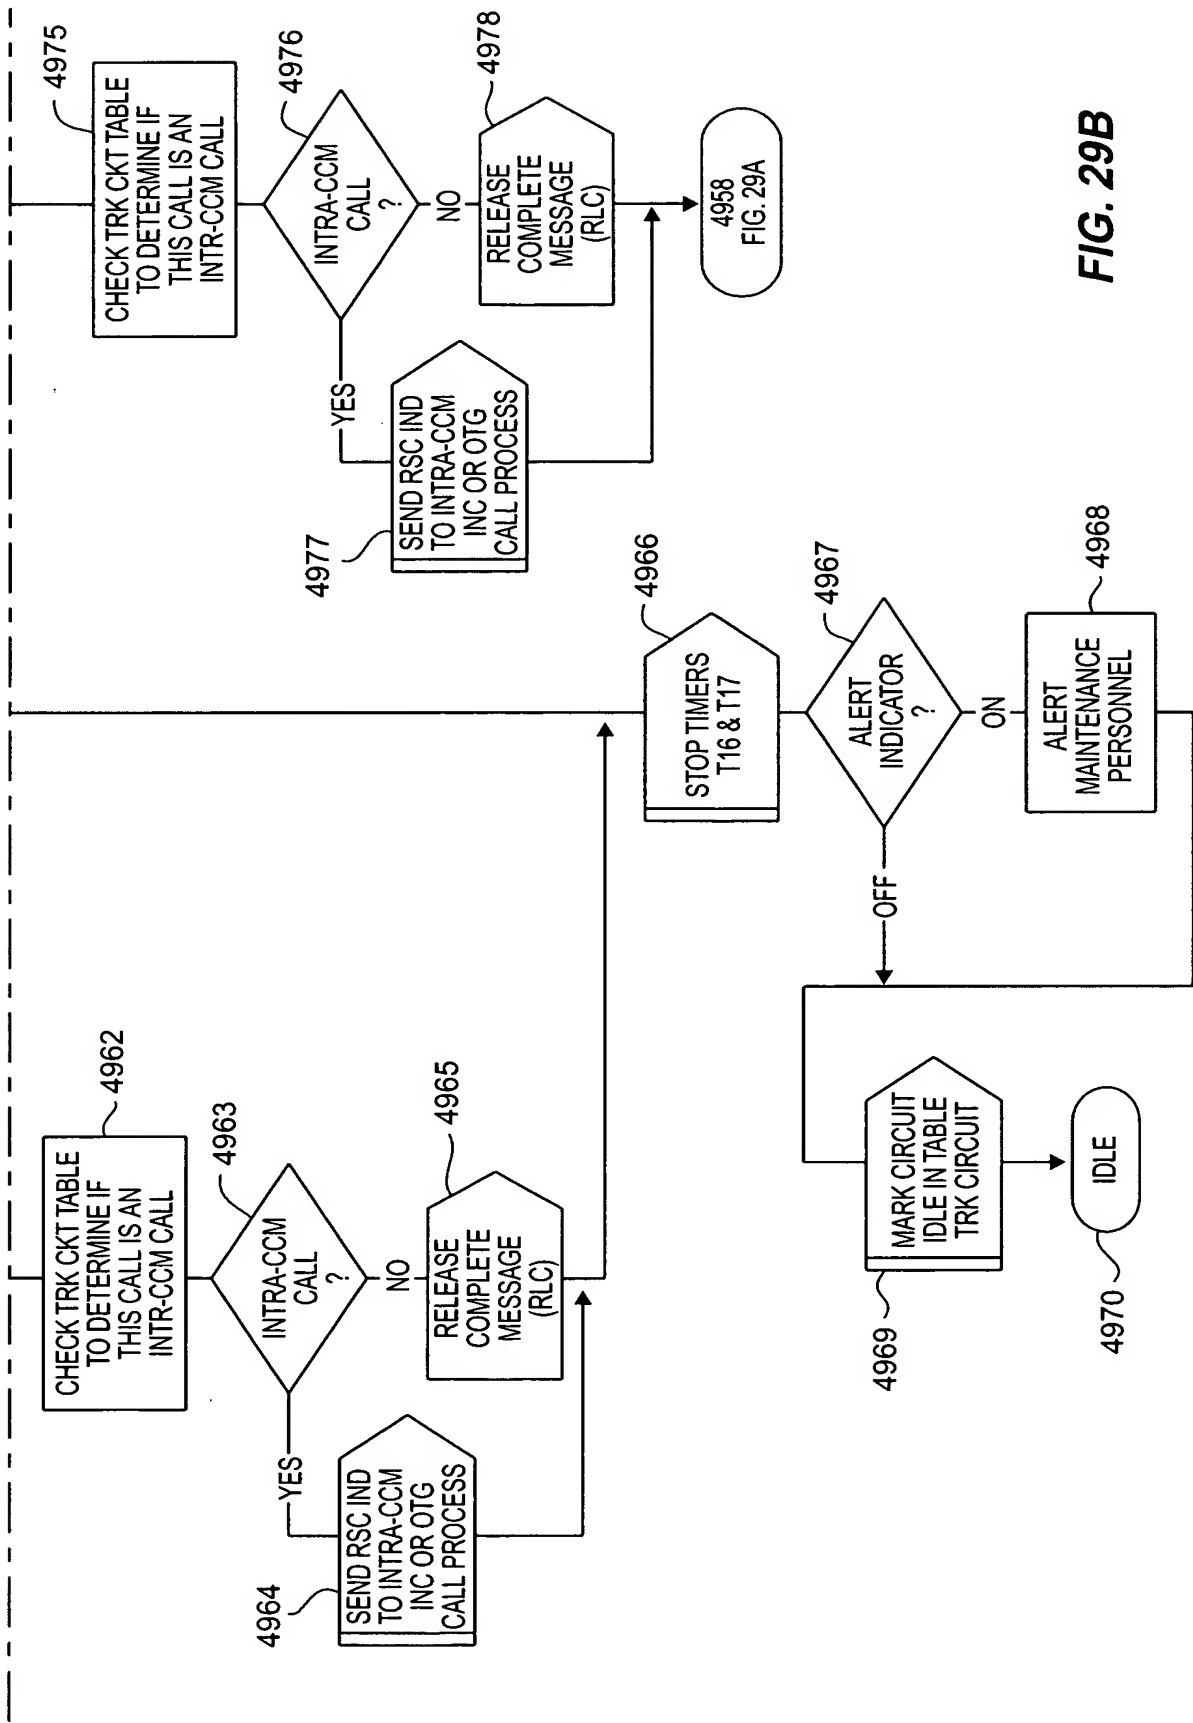 4962
CHECK TRK CKT TABLE
TO DETERMINE IF
THIS CALL IS AN
INTR-CCM CALL
4963
INTRA-CCM
CALL
?
YES
NO
4964
SEND RSC IND
TO INTRA-CCM
INC OR OTG
CALL PROCESS
4965
RELEASE
COMPLETE
MESSAGE
(RLC)
4975
CHECK TRK CKT TABLE
TO DETERMINE IF
THIS CALL IS AN
INTR-CCM CALL
4976
INTRA-CCM
CALL
?
YES
NO
4977
SEND RSC IND
TO INTRA-CCM
INC OR OTG
CALL PROCESS
4978
RELEASE
COMPLETE
MESSAGE
(RLC)
4958
FIG. 29A
4966
STOP TIMERS
T16 & T17
4967
ALERT
INDICATOR
?
OFF
ON
4968
ALERT
MAINTENANCE
PERSONNEL
4969
MARK CIRCUIT
IDLE IN TABLE
TRK CIRCUIT
IDLE
4970
FIG. 29B